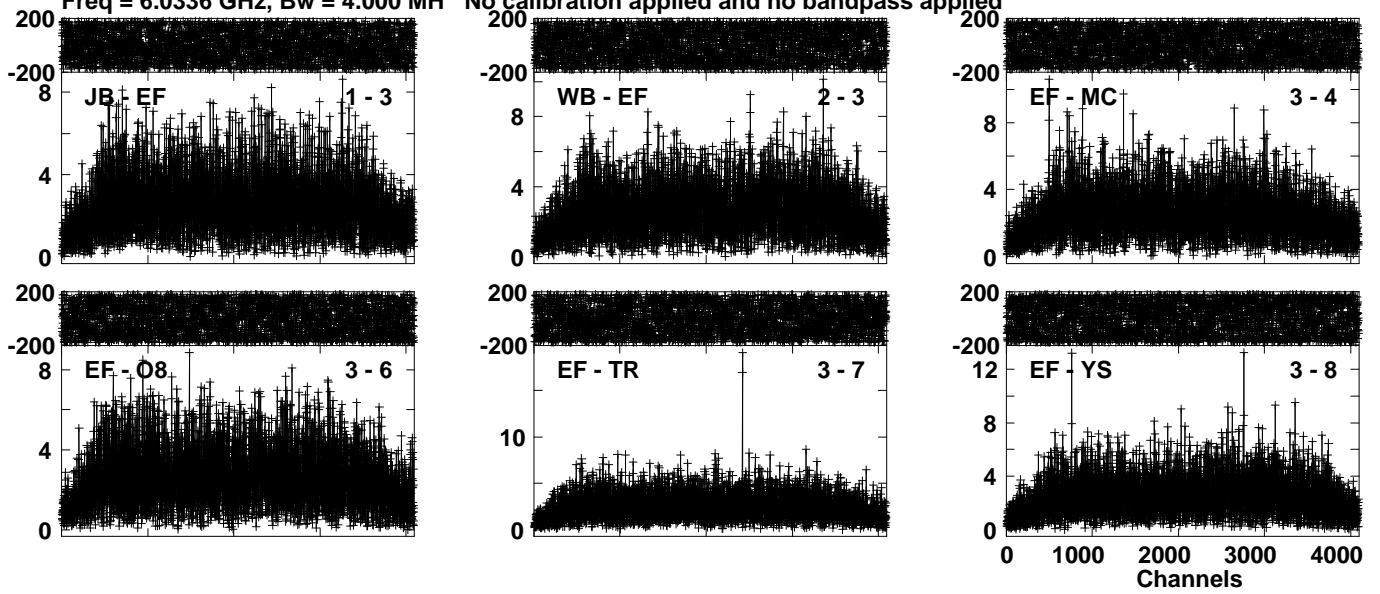 Freq = 6.0336 GHz, Bw = 4.000 MH No calibration applied and no bandpass applied
200 200 200
-200 -200 -200
JB - EF 1 - 3 WB - EF 2 - 3 EF - MC 3 - 4
8 8 8
4 4 4
0 0 0
200 200 200
-200 -200 -200
EF - O8 3 - 6 EF - TR 3 - 7 EF - YS 3 - 8
8 10 12
4 8
0 0 4
0
0 1000 2000 3000 4000
Channels